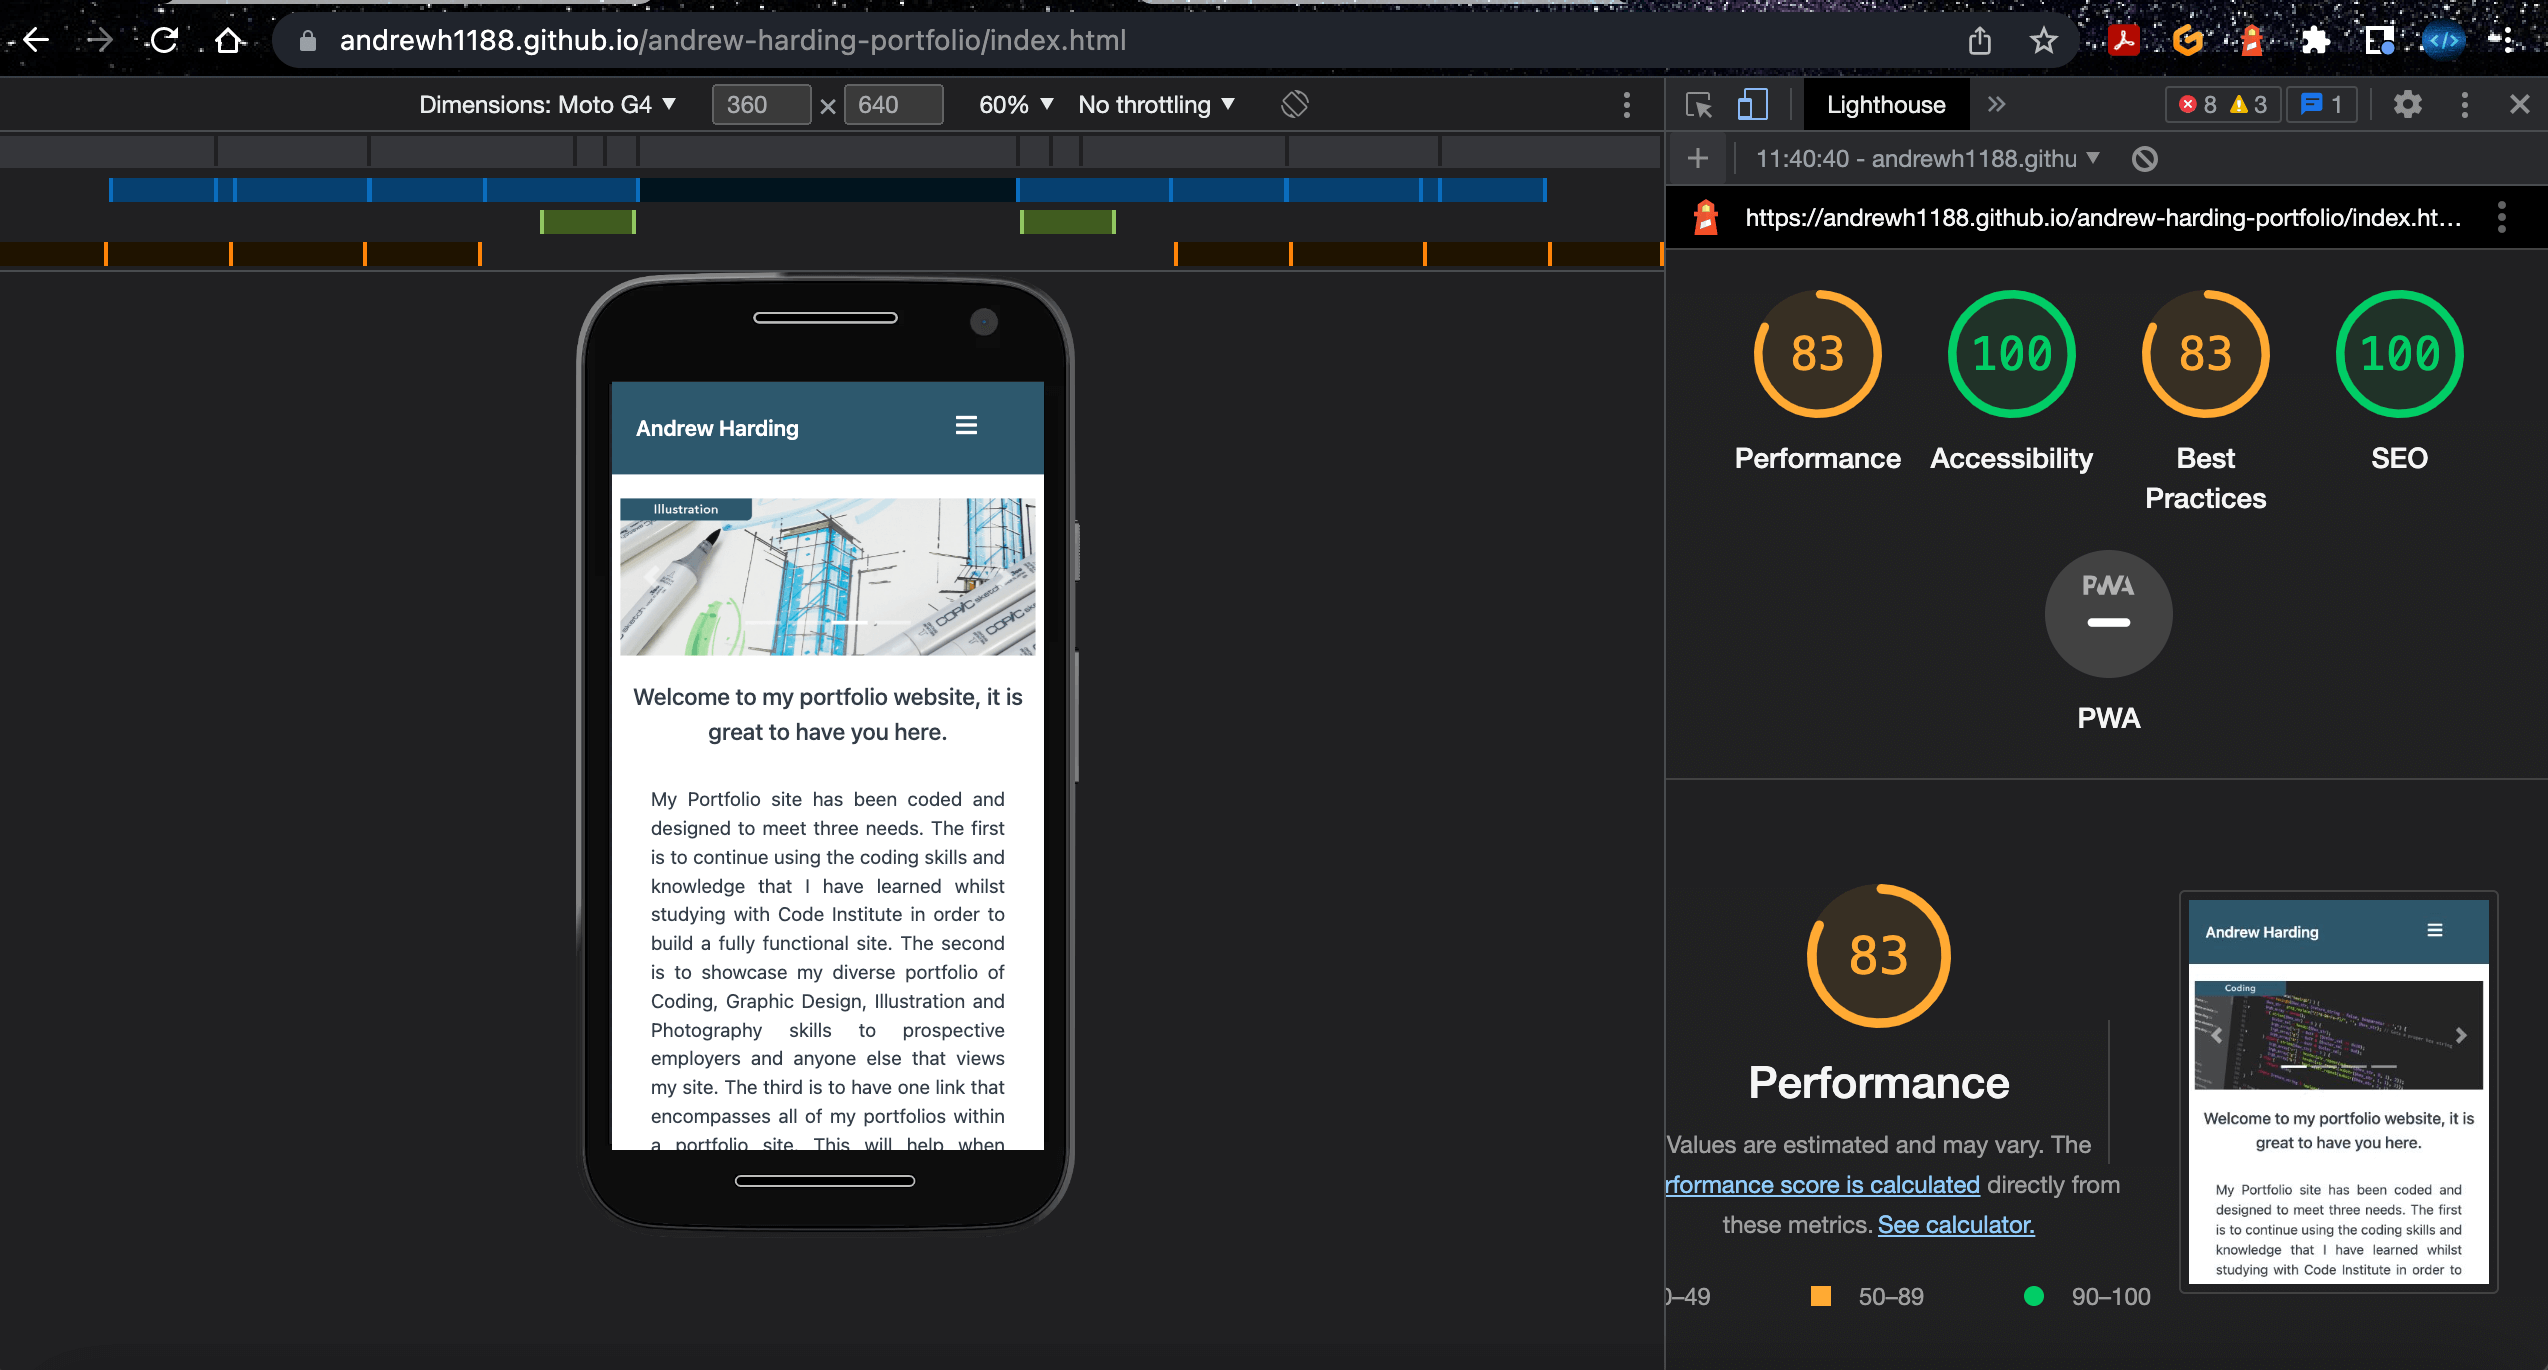 andrewh1188.github.io/andrew-harding-portfolio/index.html
Dimensions: Moto G4 ▼ 360 × 640 60% ▼ No throttling ▼
Lighthouse » 8 3 1
11:40:40 - andrewh1188.githu ▼
https://andrewh1188.github.io/andrew-harding-portfolio/index.ht…
83 100 83 100
Performance Accessibility Best Practices SEO
PWA
PWA
Andrew Harding
Illustration
COPIC sketch
COPIC
Welcome to my portfolio website, it is
great to have you here.
My Portfolio site has been coded and
designed to meet three needs. The first
is to continue using the coding skills and
knowledge that I have learned whilst
studying with Code Institute in order to
build a fully functional site. The second
is to showcase my diverse portfolio of
Coding, Graphic Design, Illustration and
Photography skills to prospective
employers and anyone else that views
my site. The third is to have one link that
encompasses all of my portfolios within
a portfolio site. This will help when
83
Performance
Values are estimated and may vary. The
rformance score is calculated directly from
these metrics. See calculator.
0–49 50–89 90–100
Andrew Harding
Coding
Welcome to my portfolio website, it is
great to have you here.
My Portfolio site has been coded and
designed to meet three needs. The first
is to continue using the coding skills and
knowledge that I have learned whilst
studying with Code Institute in order to